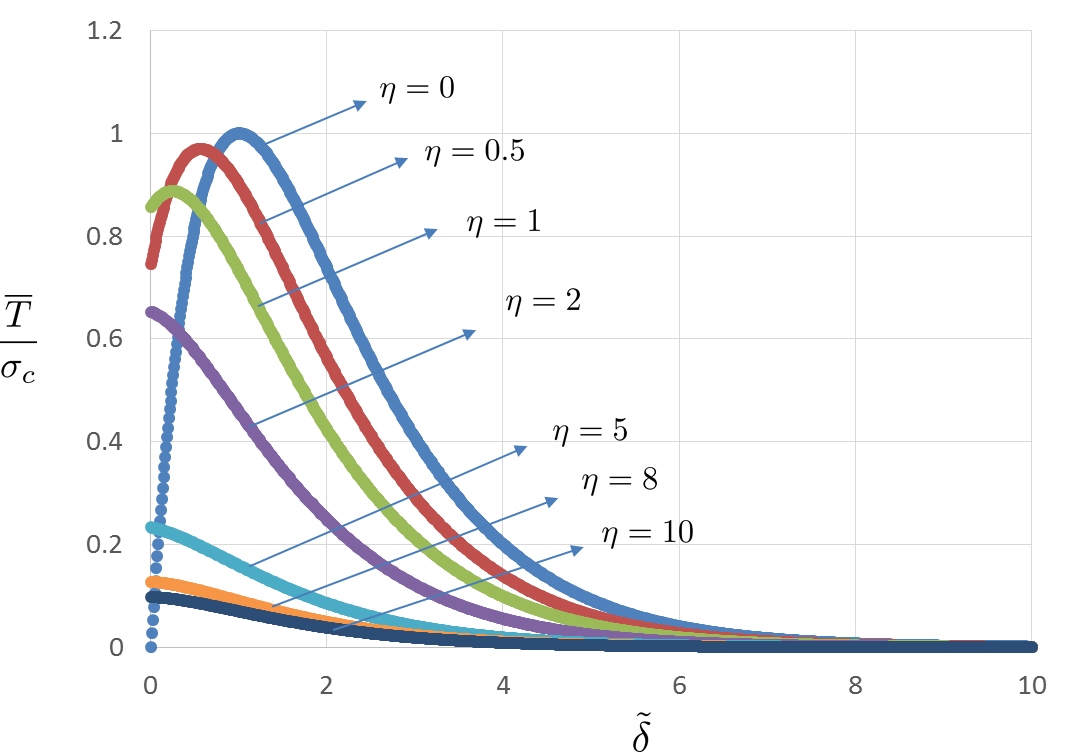 1.2
η = 0
1
η = 0.5
0.8
η = 1
η = 2
T̅
σc
0.6
0.4
η = 5
η = 8
0.2
η = 10
0
0 2 4 6 8 10
δ̃